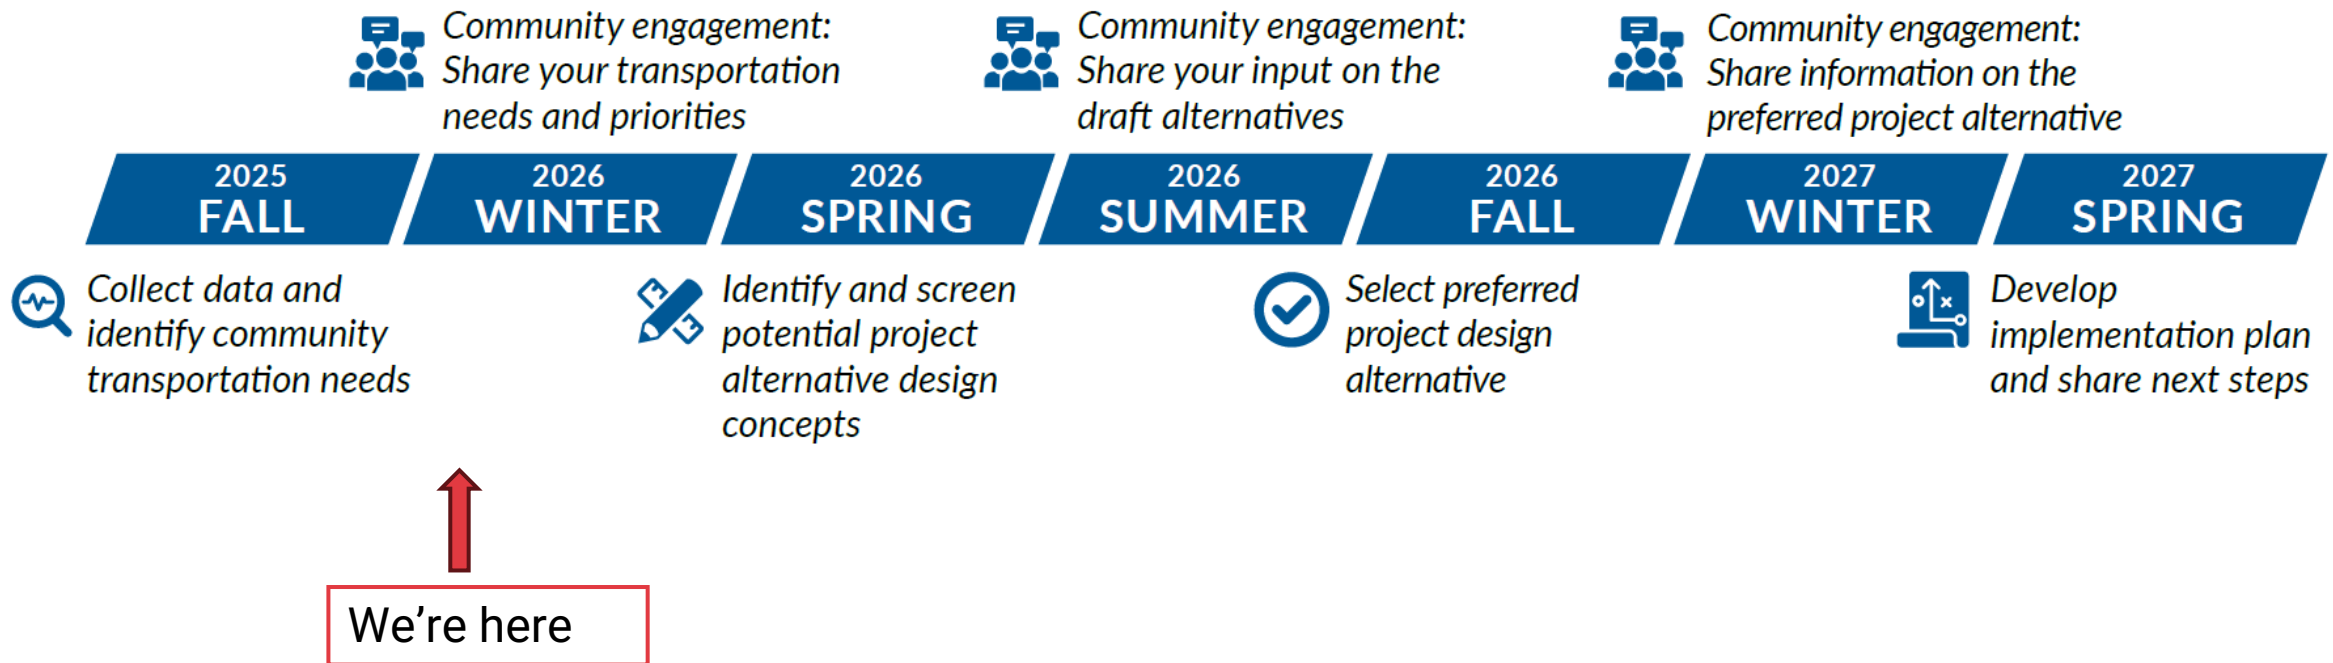 Community engagement:
Share your transportation
needs and priorities
Community engagement:
Share your input on the
draft alternatives
Community engagement:
Share information on the
preferred project alternative
2025
FALL
2026
WINTER
2026
SPRING
2026
SUMMER
2026
FALL
2027
WINTER
2027
SPRING
Collect data and
identify community
transportation needs
Identify and screen
potential project
alternative design
concepts
Select preferred
project design
alternative
Develop
implementation plan
and share next steps
We’re here